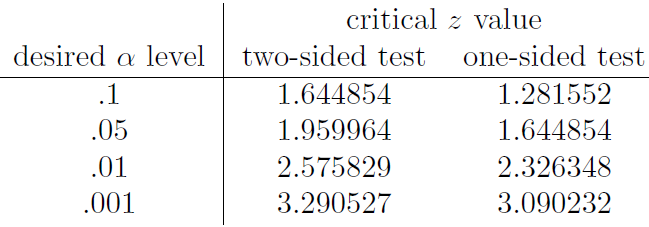 critical z value
desired α level two-sided test one-sided test
.1 1.644854 1.281552
.05 1.959964 1.644854
.01 2.575829 2.326348
.001 3.290527 3.090232